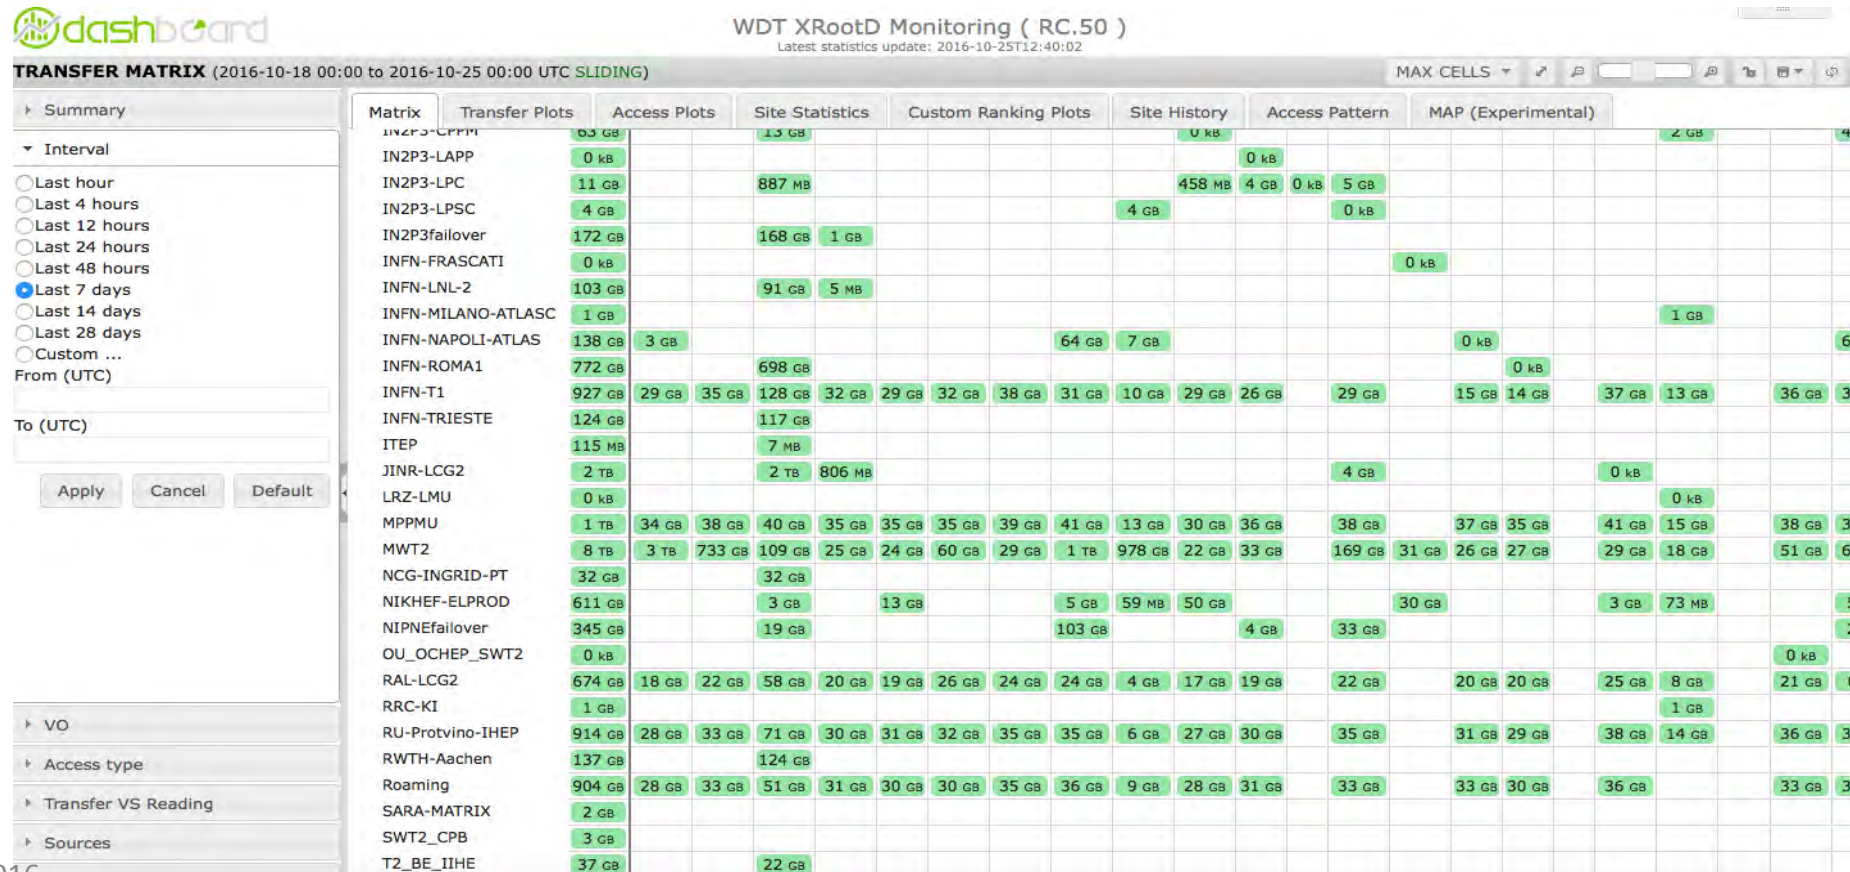 dashboard
WDT XRootD Monitoring ( RC.50 )
Latest statistics update: 2016-10-25T12:40:02
TRANSFER MATRIX (2016-10-18 00:00 to 2016-10-25 00:00 UTC SLIDING)
MAX CELLS
Summary
Interval
Last hour
Last 4 hours
Last 12 hours
Last 24 hours
Last 48 hours
Last 7 days
Last 14 days
Last 28 days
Custom ...
From (UTC)
To (UTC)
Apply Cancel Default
VO
Access type
Transfer VS Reading
Sources
Matrix Transfer Plots Access Plots Site Statistics Custom Ranking Plots Site History Access Pattern MAP (Experimental)
IN2P3-CPPM 63 GB 13 GB 0 kB 2 GB 4
IN2P3-LAPP 0 kB 0 kB
IN2P3-LPC 11 GB 887 MB 458 MB 4 GB 0 kB 5 GB
IN2P3-LPSC 4 GB 4 GB 0 kB
IN2P3failover 172 GB 168 GB 1 GB
INFN-FRASCATI 0 kB 0 kB
INFN-LNL-2 103 GB 91 GB 5 MB
INFN-MILANO-ATLASC 1 GB 1 GB
INFN-NAPOLI-ATLAS 138 GB 3 GB 64 GB 7 GB 0 kB 6
INFN-ROMA1 772 GB 698 GB 0 kB
INFN-T1 927 GB 29 GB 35 GB 128 GB 32 GB 29 GB 32 GB 38 GB 31 GB 10 GB 29 GB 26 GB 29 GB 15 GB 14 GB 37 GB 13 GB 36 GB 3
INFN-TRIESTE 124 GB 117 GB
ITEP 115 MB 7 MB
JINR-LCG2 2 TB 2 TB 806 MB 4 GB 0 kB
LRZ-LMU 0 kB 0 kB
MPPMU 1 TB 34 GB 38 GB 40 GB 35 GB 35 GB 35 GB 39 GB 41 GB 13 GB 30 GB 36 GB 38 GB 37 GB 35 GB 41 GB 15 GB 38 GB 3
MWT2 8 TB 3 TB 733 GB 109 GB 25 GB 24 GB 60 GB 29 GB 1 TB 978 GB 22 GB 33 GB 169 GB 31 GB 26 GB 27 GB 29 GB 18 GB 51 GB 6
NCG-INGRID-PT 32 GB 32 GB
NIKHEF-ELPROD 611 GB 3 GB 13 GB 5 GB 59 MB 50 GB 30 GB 3 GB 73 MB
NIPNEfailover 345 GB 19 GB 103 GB 4 GB 33 GB
OU_OCHEP_SWT2 0 kB 0 kB
RAL-LCG2 674 GB 18 GB 22 GB 58 GB 20 GB 19 GB 26 GB 24 GB 24 GB 4 GB 17 GB 19 GB 22 GB 20 GB 20 GB 25 GB 8 GB 21 GB
RRC-KI 1 GB 1 GB
RU-Protvino-IHEP 914 GB 28 GB 33 GB 71 GB 30 GB 31 GB 32 GB 35 GB 35 GB 6 GB 27 GB 30 GB 35 GB 31 GB 29 GB 38 GB 14 GB 36 GB 3
RWTH-Aachen 137 GB 124 GB
Roaming 904 GB 28 GB 33 GB 51 GB 31 GB 30 GB 30 GB 35 GB 36 GB 9 GB 28 GB 31 GB 33 GB 33 GB 30 GB 36 GB 33 GB 3
SARA-MATRIX 2 GB
SWT2_CPB 3 GB
T2_BE_IIHE 37 GB 22 GB